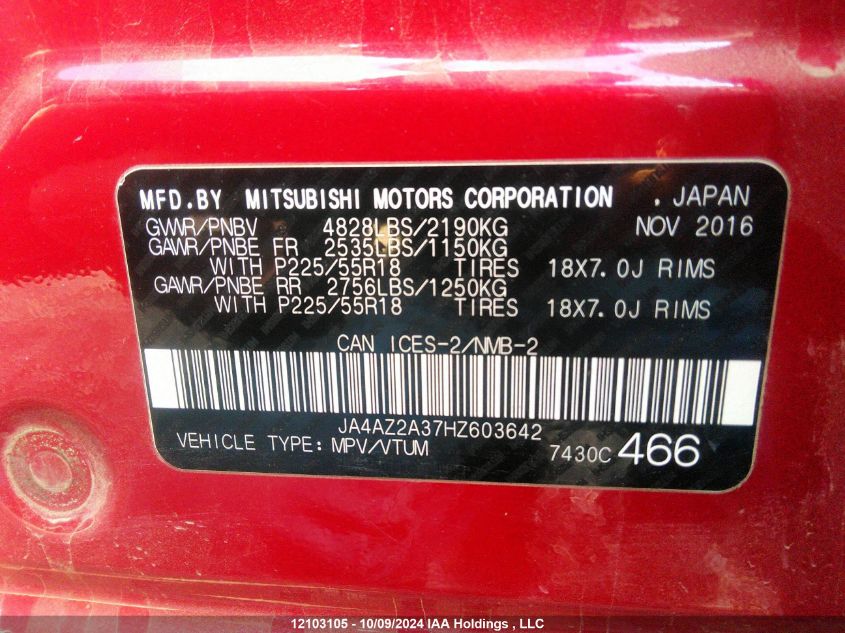 MFD.BY MITSUBISHI MOTORS CORPORATION . JAPAN
GVWR/PNBV 4828LBS/2190KG NOV 2016
GAWR/PNBE FR 2535LBS/1150KG
WITH P225/55R18 TIRES 18X7.0J RIMS
GAWR/PNBE RR 2756LBS/1250KG
WITH P225/55R18 TIRES 18X7.0J RIMS
CAN ICES-2/NMB-2
JA4AZ2A37HZ603642
VEHICLE TYPE: MPV/VTUM 7430C 466
12103105 - 10/09/2024 IAA Holdings , LLC